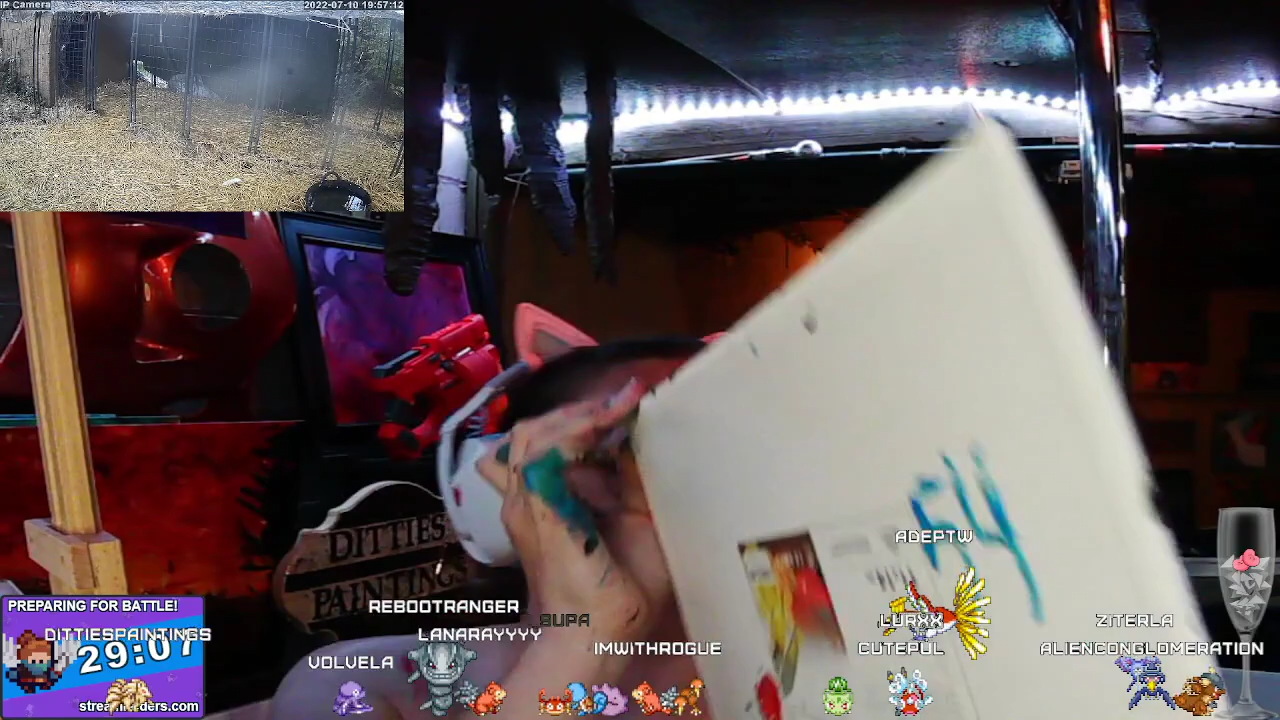 IP Camera
2022-07-10 19:57:12
DITTIES
PAINTINGS
54
ADEPTW
REBOOTRANGER
BUPA
LURXX
ZITERLA
PREPARING FOR BATTLE!
DITTIESPAINTINGS
29:07
LANARAYYYY
IMWITHROGUE
CUTEPUL
ALIENCONGLOMERATION
VOLVELA